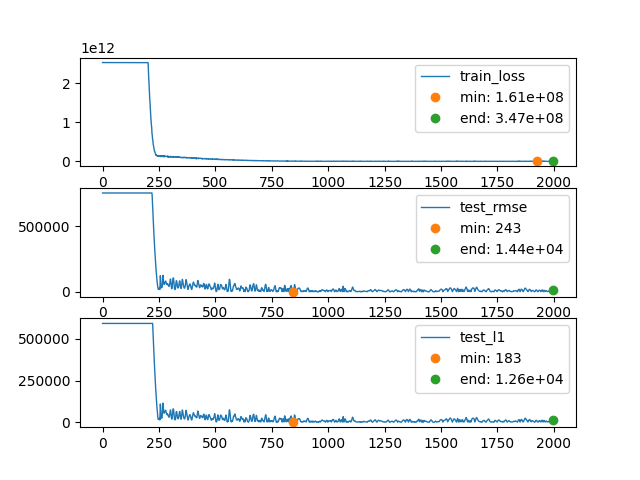 1e12
train_loss
min: 1.61e+08
end: 3.47e+08
2
1
0
0 250 500 750 1000 1250 1500 1750 2000
test_rmse
min: 243
end: 1.44e+04
500000
0
0 250 500 750 1000 1250 1500 1750 2000
test_l1
min: 183
end: 1.26e+04
500000
250000
0
0 250 500 750 1000 1250 1500 1750 2000